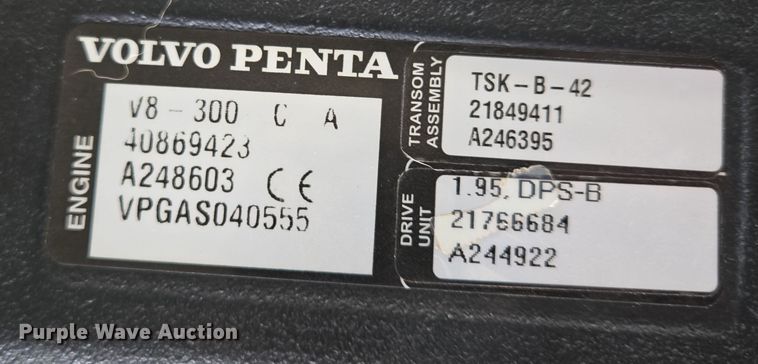 VOLVO PENTA
ENGINE
V8 - 300 C A
40869423
A248603 CE
VPGAS040555
TRANSOM
ASSEMBLY
TSK-B-42
21849411
A246395
DRIVE
UNIT
1.95, DPS-B
21766684
A244922
Purple Wave Auction